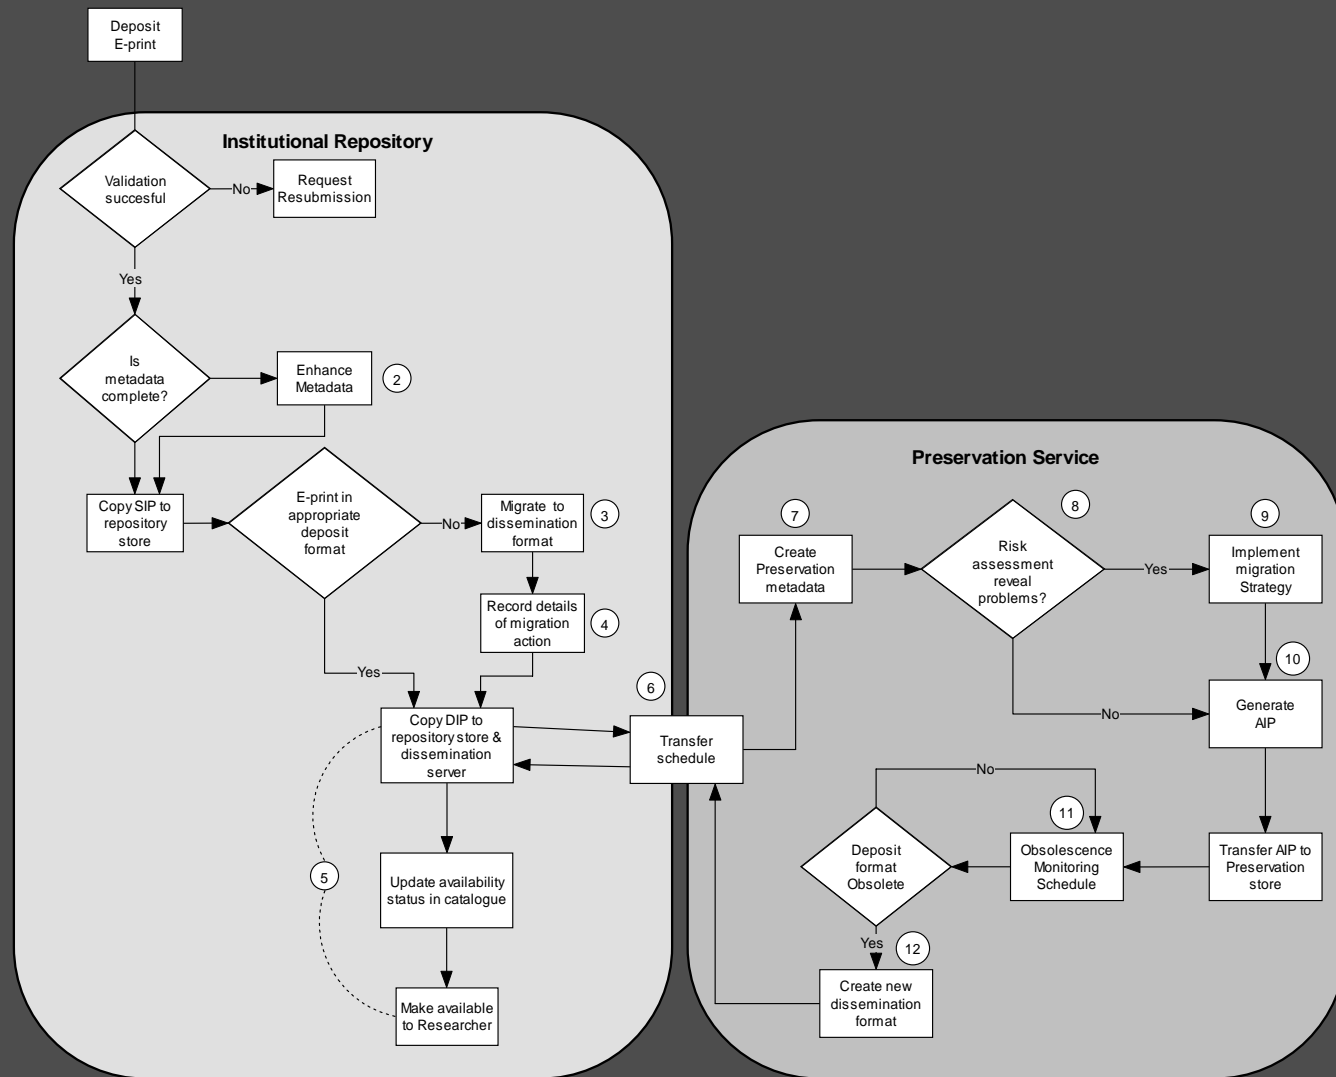 Deposit
E-print
Institutional Repository
Validation
succesful
No
Request
Resubmission
Yes
Is
metadata
complete?
Enhance
Metadata
2
Copy SIP to
repository
store
E-print in
appropriate
deposit
format
No
Migrate to
dissemination
format
3
Record details
of migration
action
4
Yes
Copy DIP to
repository store &
dissemination
server
6
Transfer
schedule
5
Update availability
status in catalogue
Make available
to Researcher
Preservation Service
7
Create
Preservation
metadata
8
Risk
assessment
reveal
problems?
Yes
9
Implement
migration
Strategy
10
No
Generate
AIP
No
11
Deposit
format
Obsolete
Obsolescence
Monitoring
Schedule
Transfer AIP to
Preservation
store
Yes
12
Create new
dissemination
format